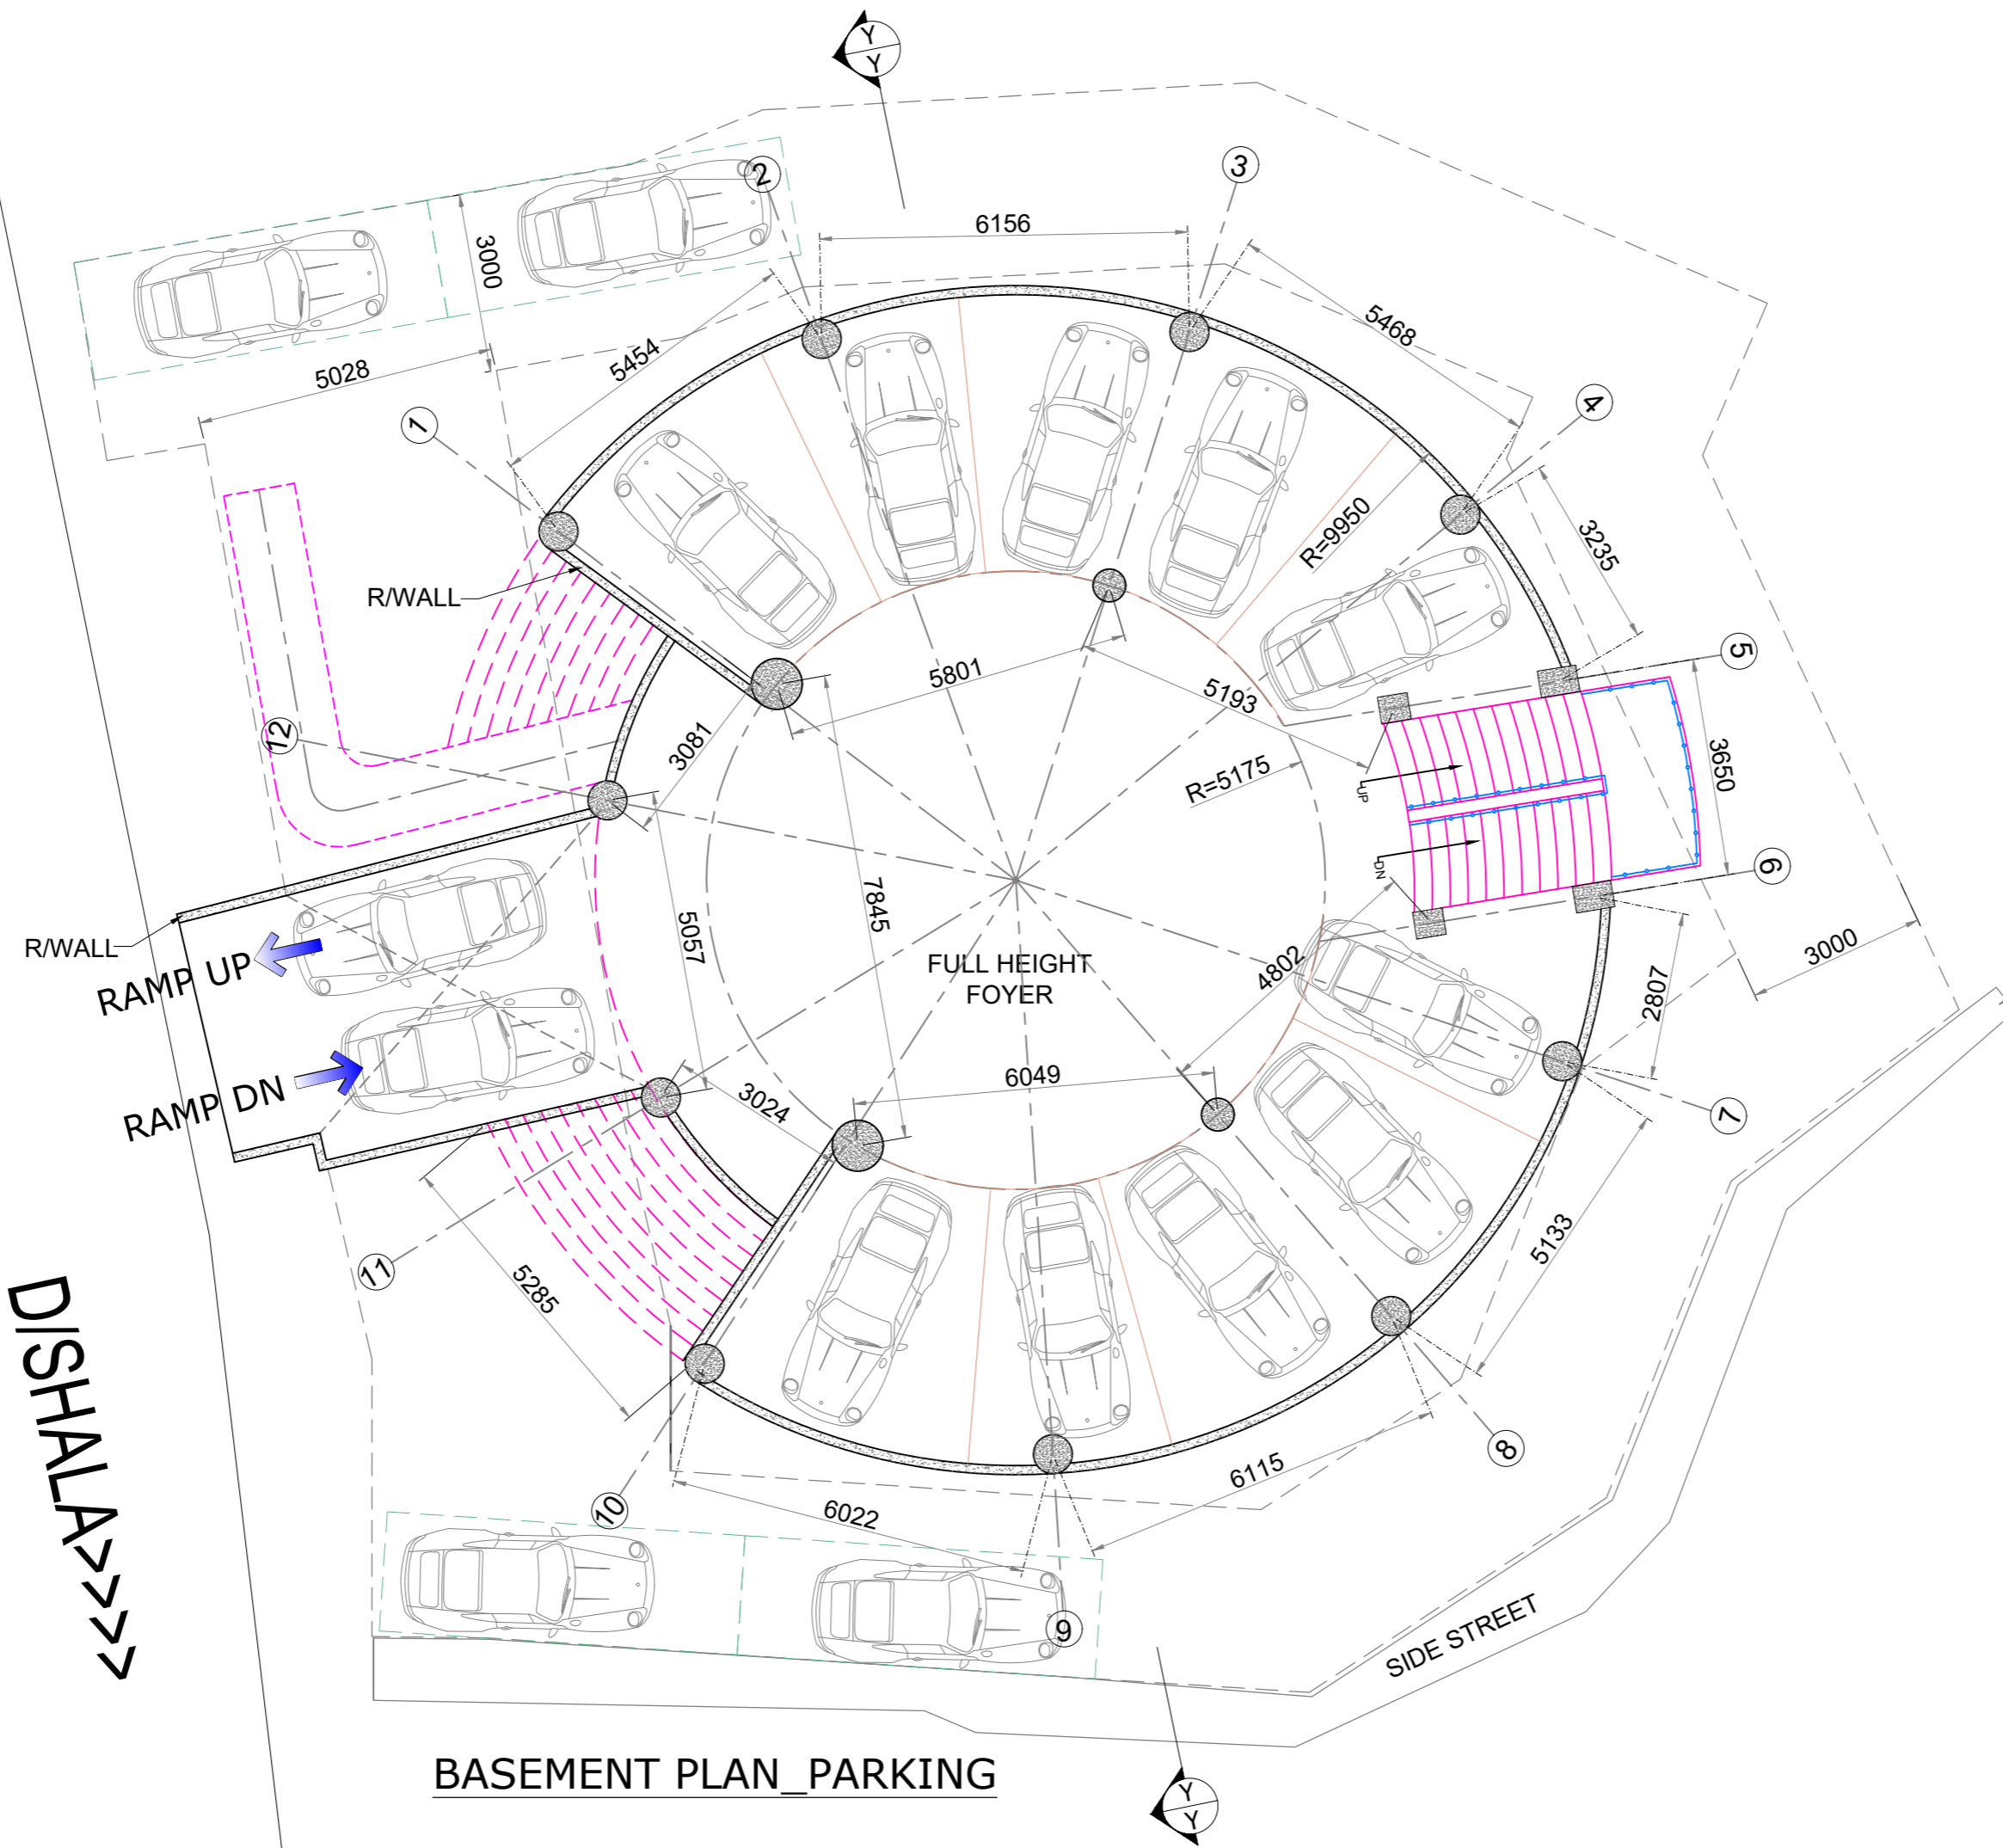 Y
Y
2
3
6156
3000
5468
5454
5028
4
1
R=9950
3235
R/WALL
5
5801
5193
12
3081
R=5175
3650
UP
DN
6
7845
5057
R/WALL
RAMP UP
FULL HEIGHT
FOYER
4802
3000
2807
RAMP DN
3024
6049
7
5133
11
5285
DISHALA>>>>
8
6115
10
6022
9
SIDE STREET
BASEMENT PLAN_PARKING
Y
Y